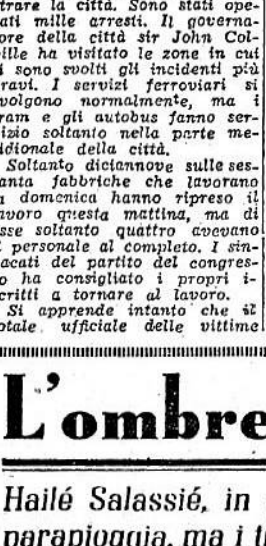 trare la città. Sono stati ope-
ati mille arresti. Il governa-
ore della città sir John Col-
ille ha visitato le zone in cui
i sono svolti gli incidenti più
ravi. I servizi ferroviari si
volgono normalmente, ma i
ram e gli autobus fanno ser-
izio soltanto nella parte me-
idionale della città.
Soltanto diciannove sulle ses-
anta fabbriche che lavorano
a domenica hanno ripreso il
avoro questa mattina, ma di
sse soltanto quattro avevano
l personale al completo. I sin-
acati del partito del congres-
o ha consigliato i propri i-
critti a tornare al lavoro.
Si apprende intanto che il
otale ufficiale delle vittime
L'ombre
Hailé Salassié, in
parapioggia, ma i